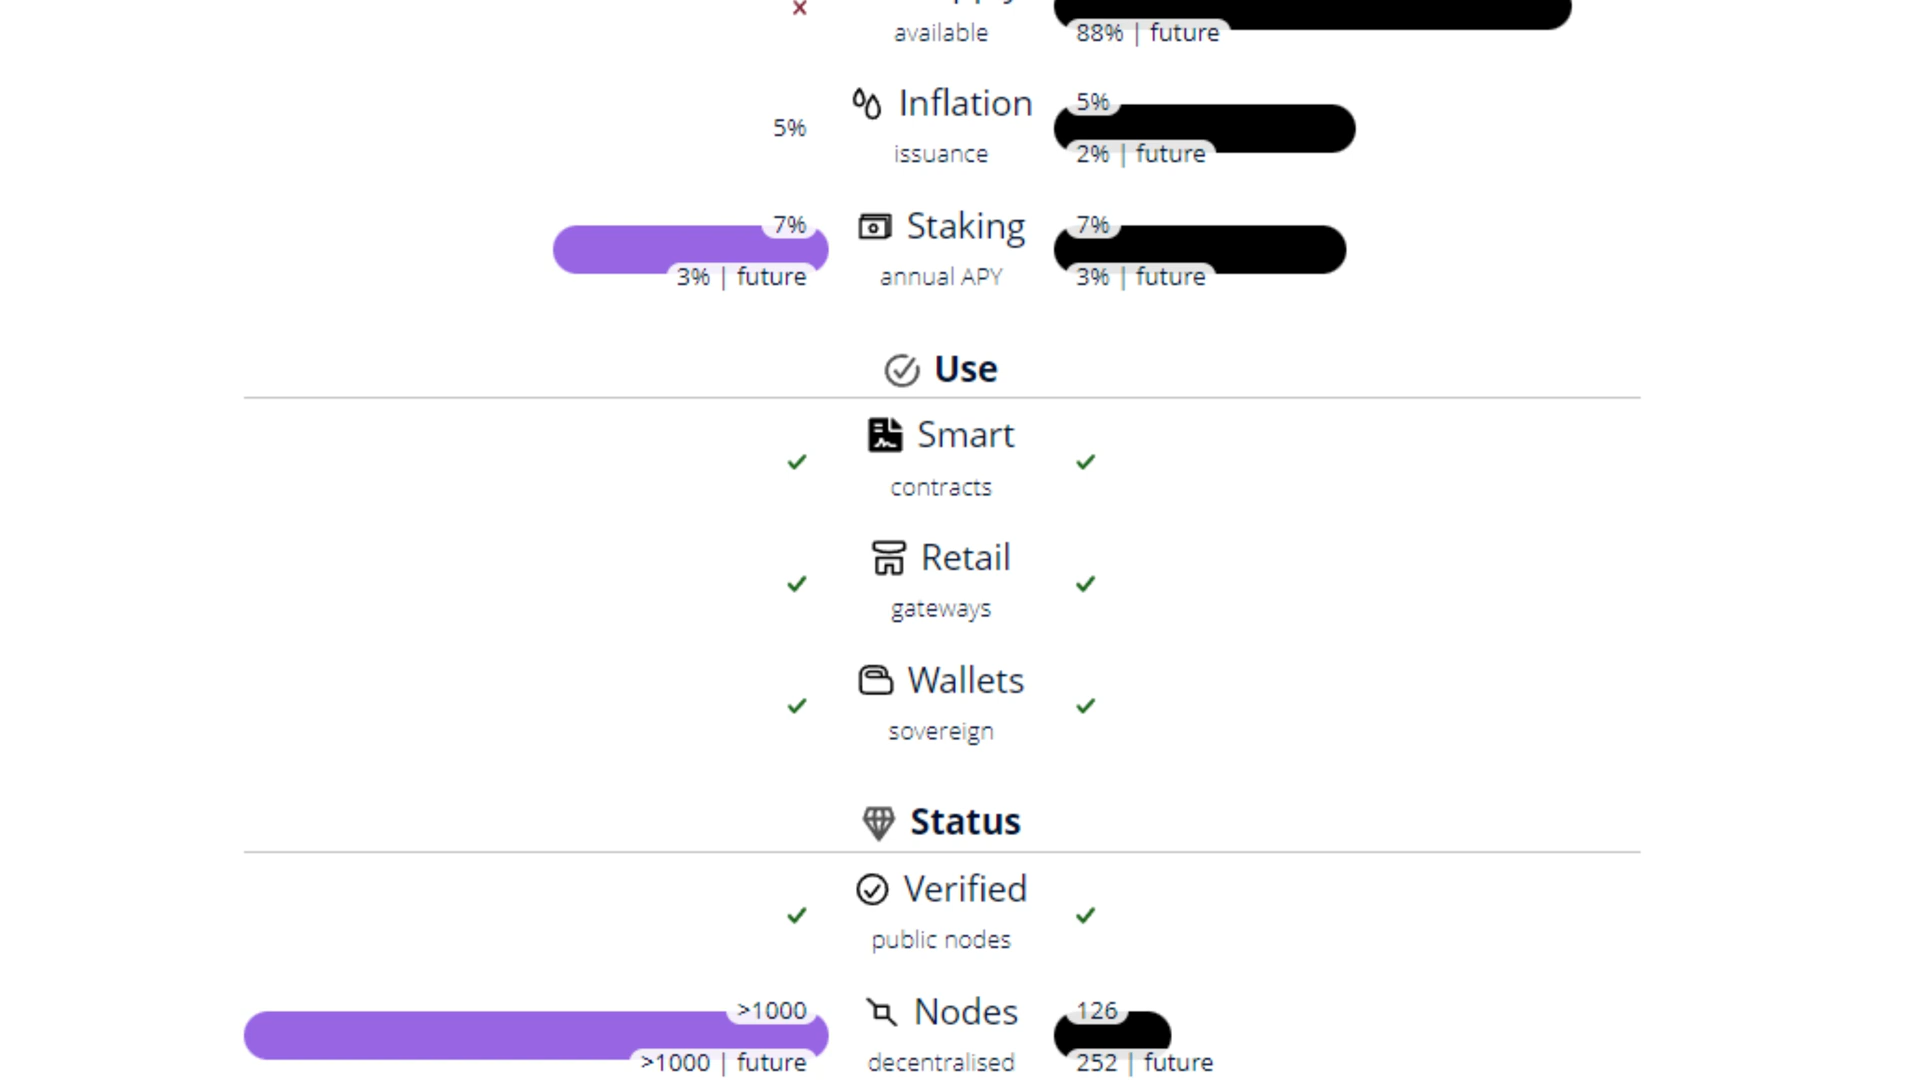 available
88% | future
Inflation
5%
5%
issuance
2% | future
7%
Staking
7%
3% | future
annual APY
3% | future
Use
Smart
contracts
Retail
gateways
Wallets
sovereign
Status
Verified
public nodes
>1000
Nodes
126
>1000 | future
decentralised
252 | future